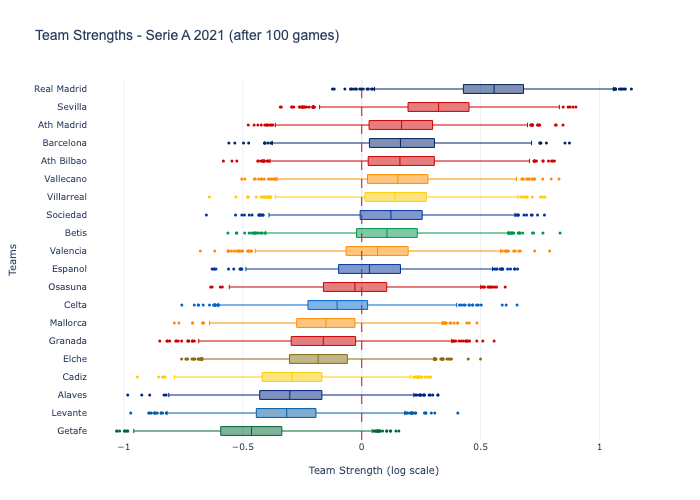 Team Strengths - Serie A 2021 (after 100 games)
Real Madrid
Sevilla
Ath Madrid
Barcelona
Ath Bilbao
Vallecano
Villarreal
Sociedad
Betis
Valencia
Espanol
Osasuna
Celta
Mallorca
Granada
Elche
Cadiz
Alaves
Levante
Getafe
Teams
−1 −0.5 0 0.5 1
Team Strength (log scale)